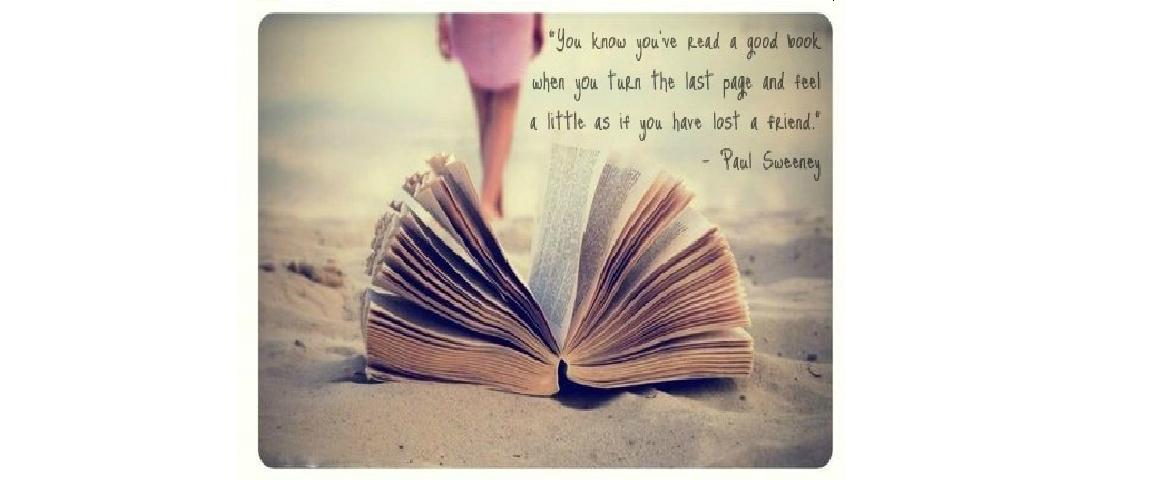 "You know you've read a good book
when you turn the last page and feel
a little as if you have lost a friend."
- Paul Sweeney